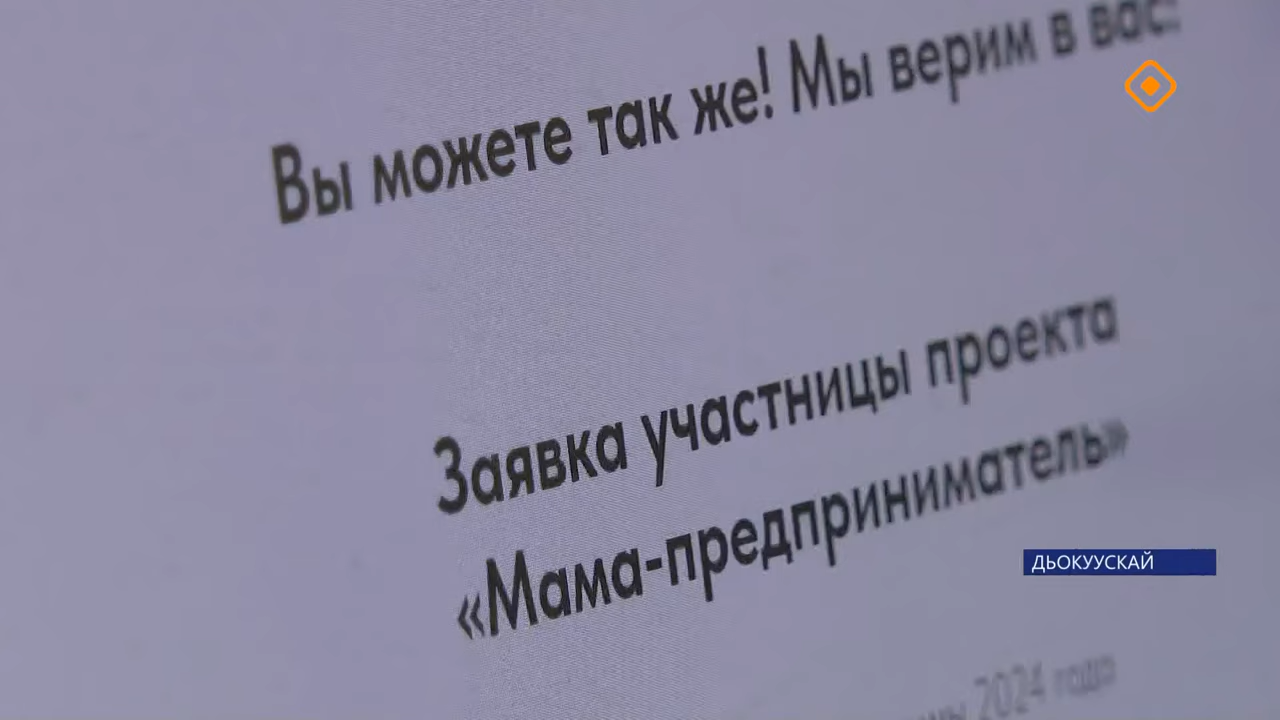 Вы можете так же! Мы верим в вас.
Заявка участницы проекта
«Мама-предприниматель»
ДЬОКУУСКАЙ
2024 года